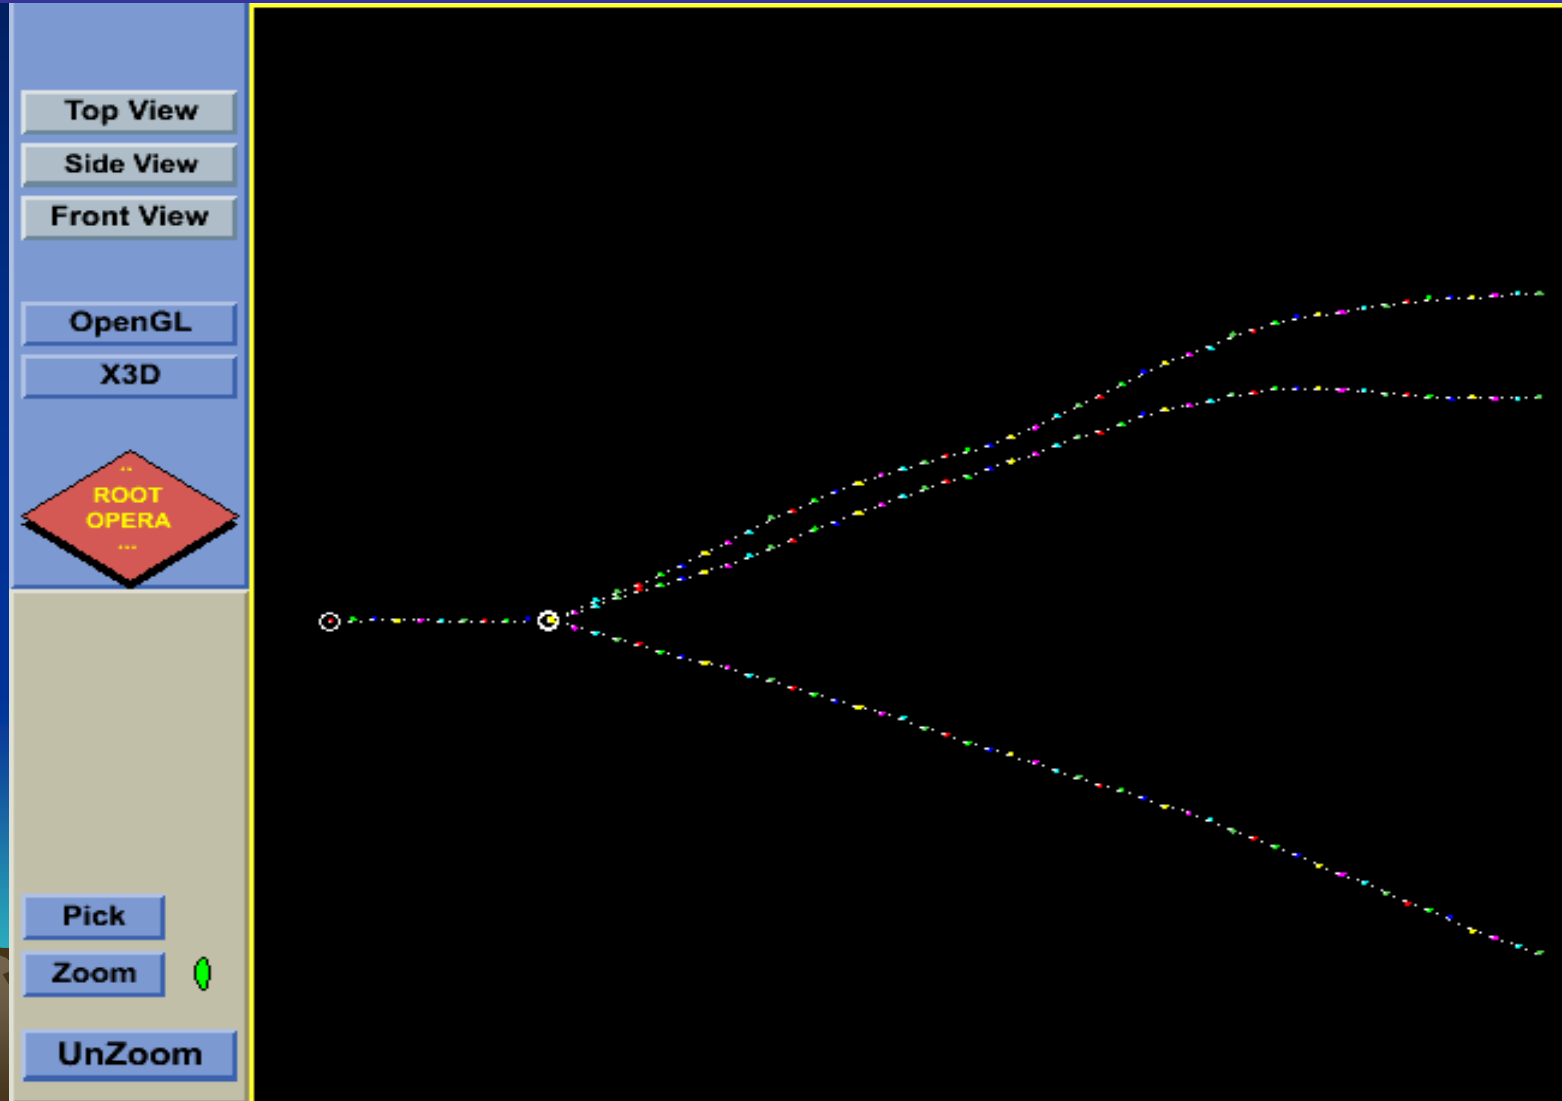 Top View
Side View
Front View
OpenGL
X3D
..
ROOT
OPERA
...
Pick
Zoom
UnZoom